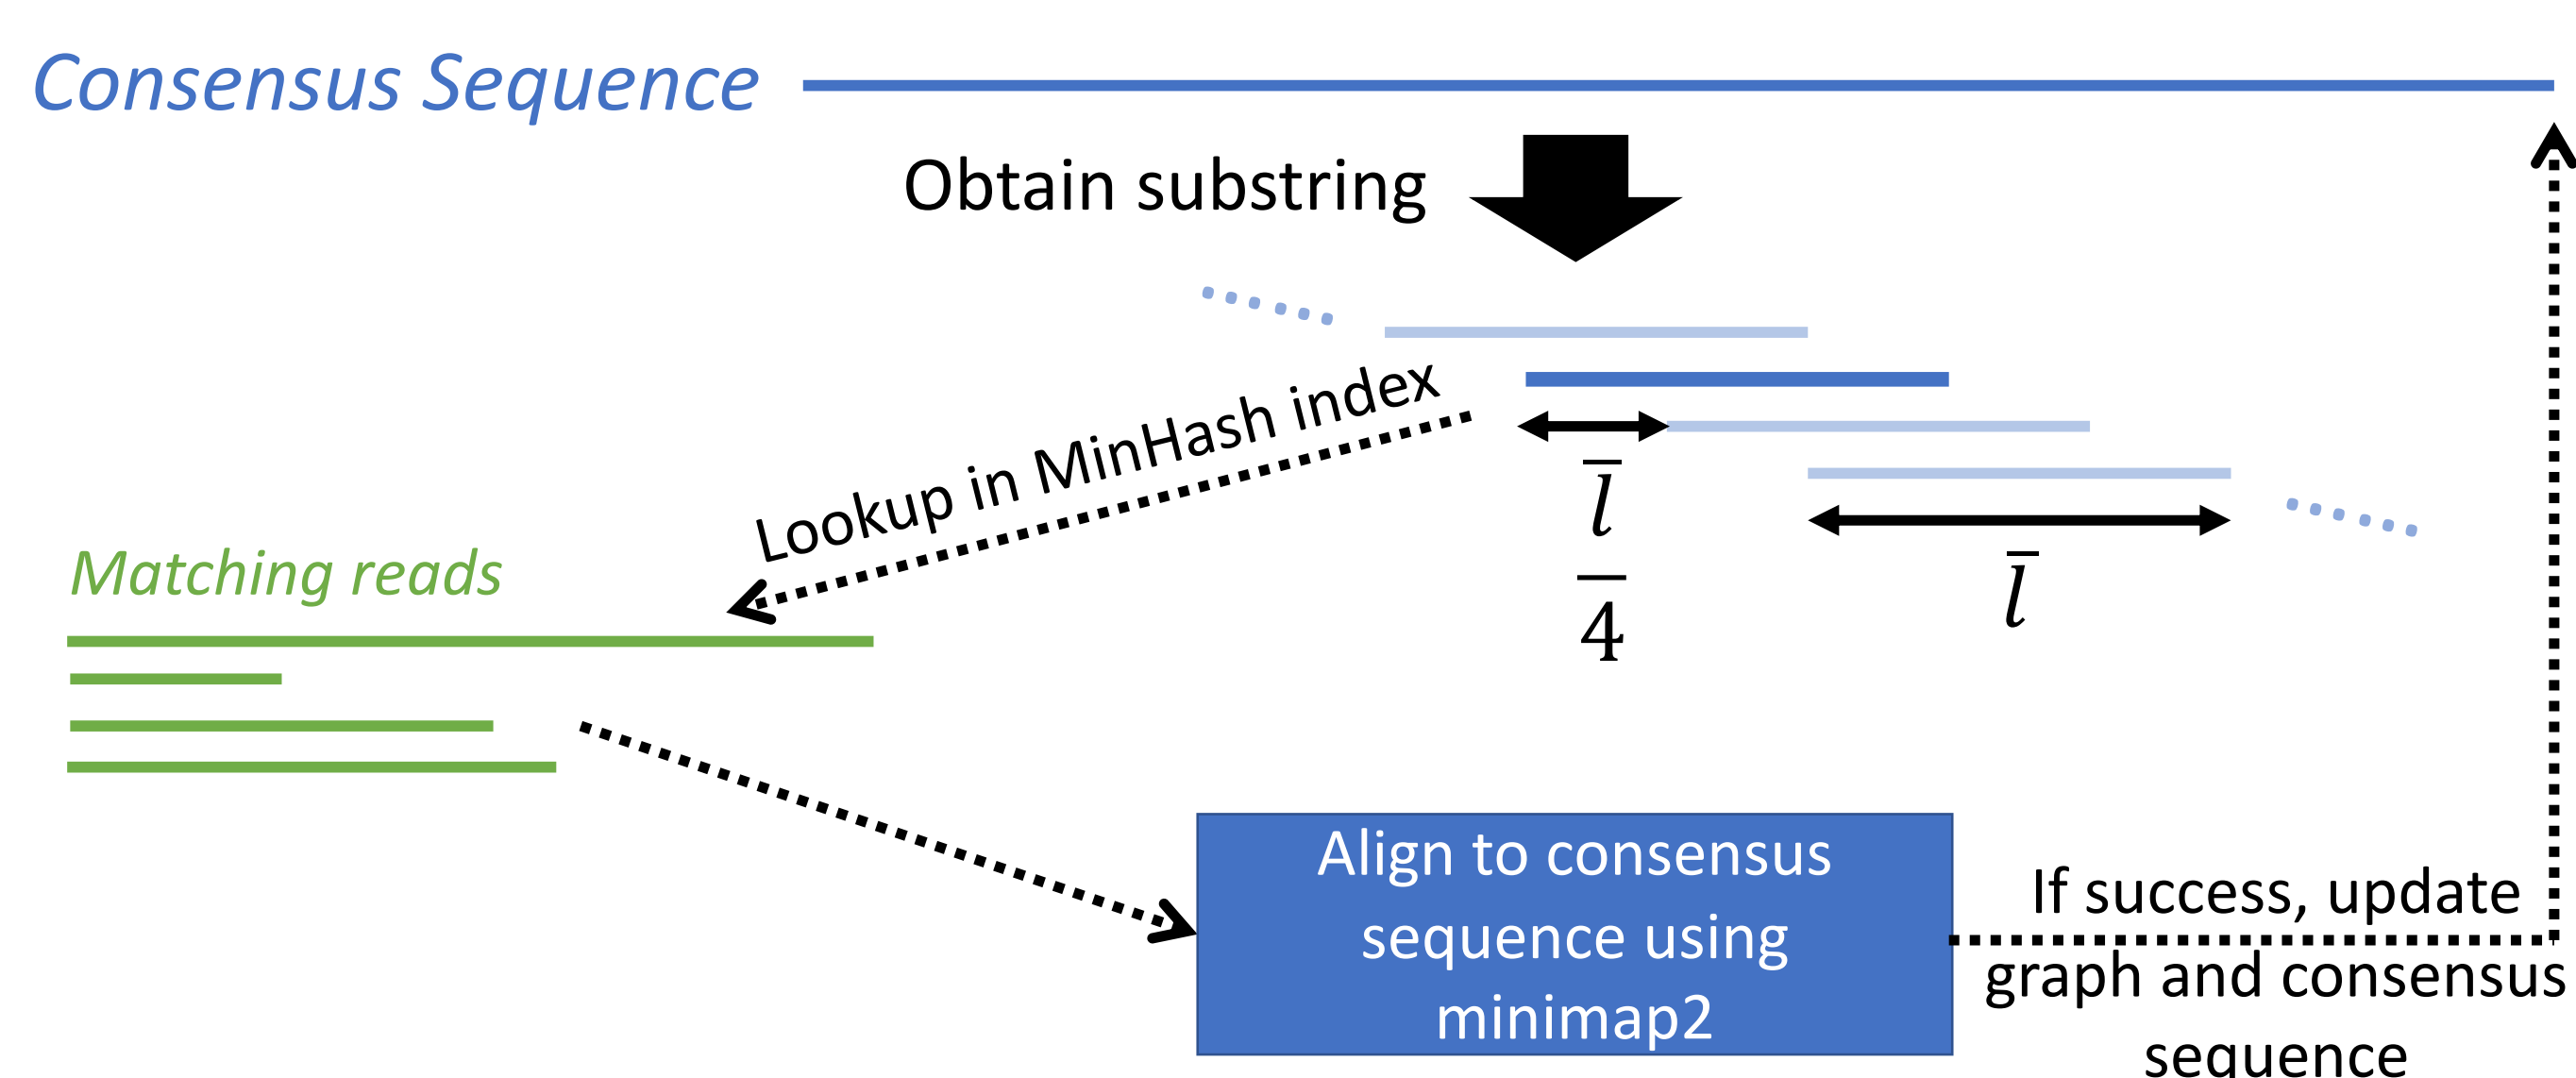 Consensus Sequence
Obtain substring
Lookup in MinHash index
l̅
4
l̅
Matching reads
Align to consensus
sequence using
minimap2
If success, update
graph and consensus
sequence